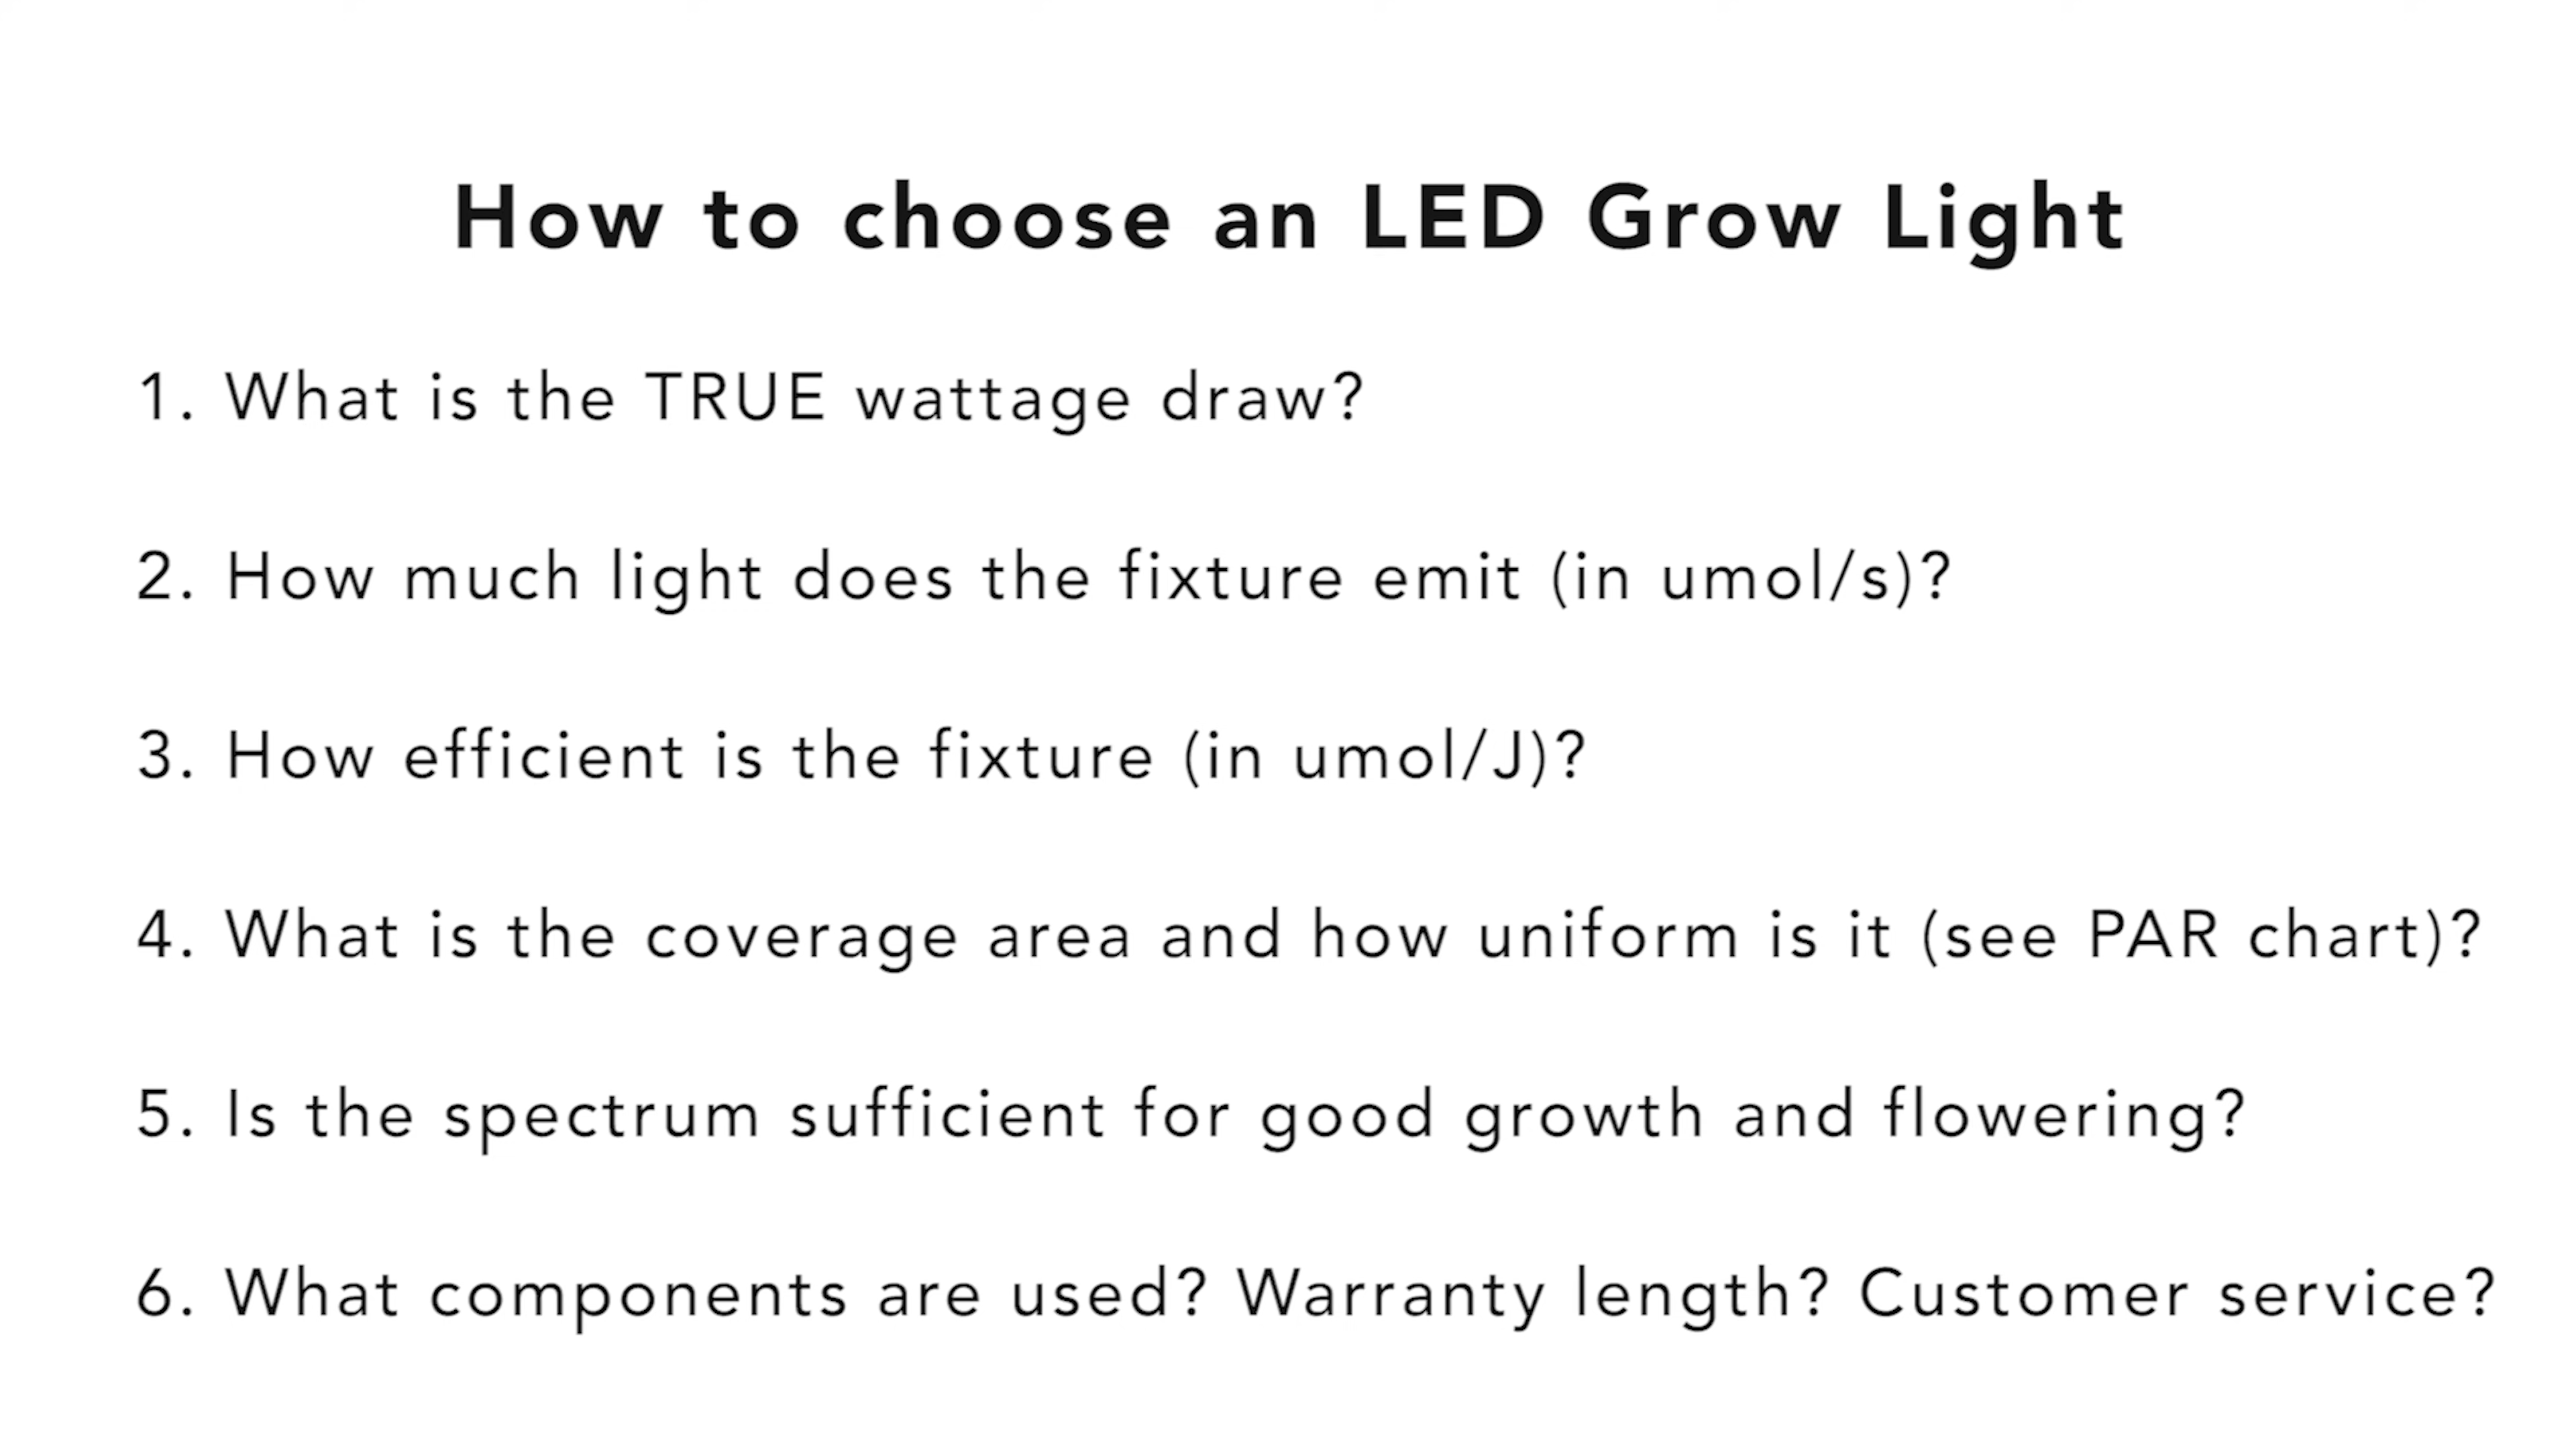 How to choose an LED Grow Light
1. What is the TRUE wattage draw?
2. How much light does the fixture emit (in umol/s)?
3. How efficient is the fixture (in umol/J)?
4. What is the coverage area and how uniform is it (see PAR chart)?
5. Is the spectrum sufficient for good growth and flowering?
6. What components are used? Warranty length? Customer service?